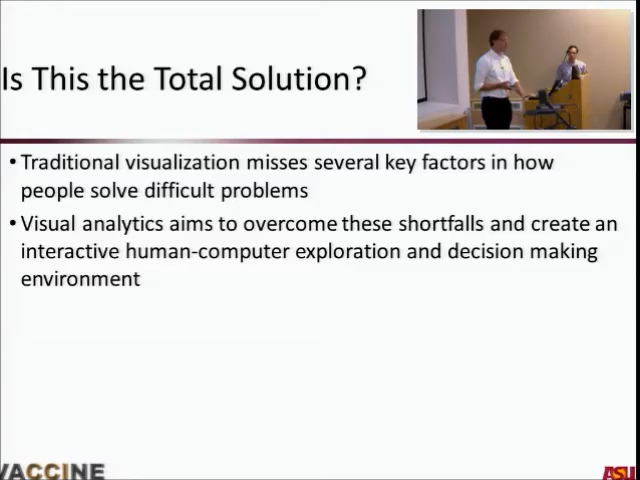 Is This the Total Solution?
• Traditional visualization misses several key factors in how
people solve difficult problems
• Visual analytics aims to overcome these shortfalls and create an
interactive human-computer exploration and decision making
environment
VACCINE
ASU